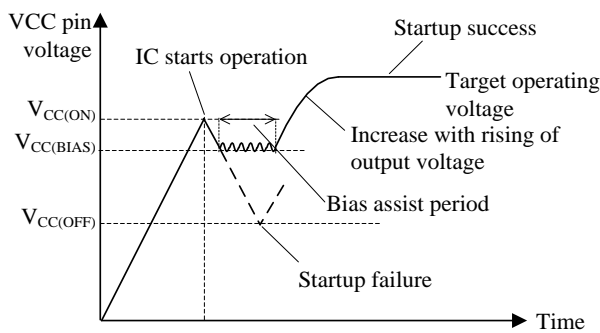 VCC pin
voltage
Startup success
IC starts operation
Target operating
voltage
V_CC(ON)
Increase with rising of
output voltage
V_CC(BIAS)
Bias assist period
V_CC(OFF)
Startup failure
Time